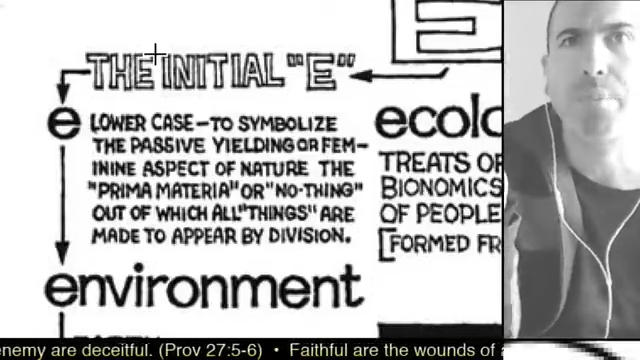 E
THE INITIAL "E"
e LOWER CASE—TO SYMBOLIZE
THE PASSIVE YIELDING OR FEM-
ININE ASPECT OF NATURE THE
"PRIMA MATERIA" OR "NO-THING"
OUT OF WHICH ALL "THINGS" ARE
MADE TO APPEAR BY DIVISION.
environment
ecolo
TREATS OF
BIONOMICS
OF PEOPLE
[FORMED FR
enemy are deceitful. (Prov 27:5-6) • Faithful are the wounds of a